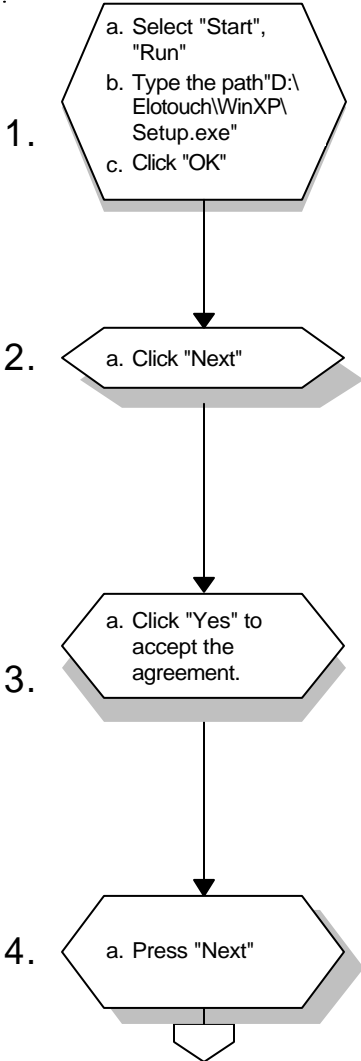 1.
a. Select "Start",
"Run"
b. Type the path"D:\
Elotouch\WinXP\
Setup.exe"
c. Click "OK"
2.
a. Click "Next"
3.
a. Click "Yes" to
accept the
agreement.
4.
a. Press "Next"